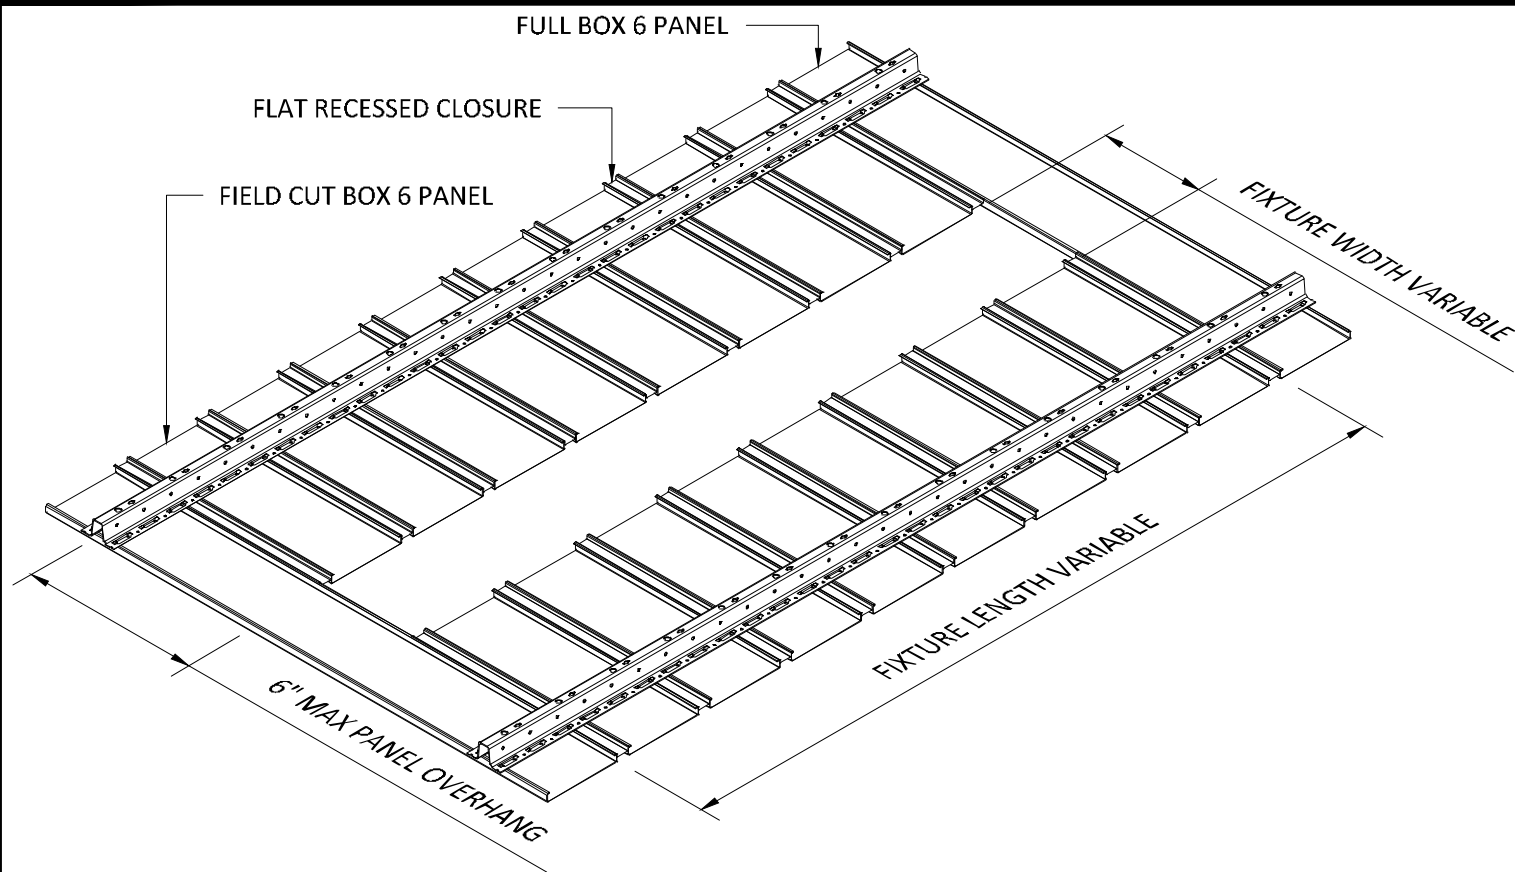 FULL BOX 6 PANEL
FLAT RECESSED CLOSURE
FIELD CUT BOX 6 PANEL
FIXTURE WIDTH VARIABLE
FIXTURE LENGTH VARIABLE
6" MAX PANEL OVERHANG